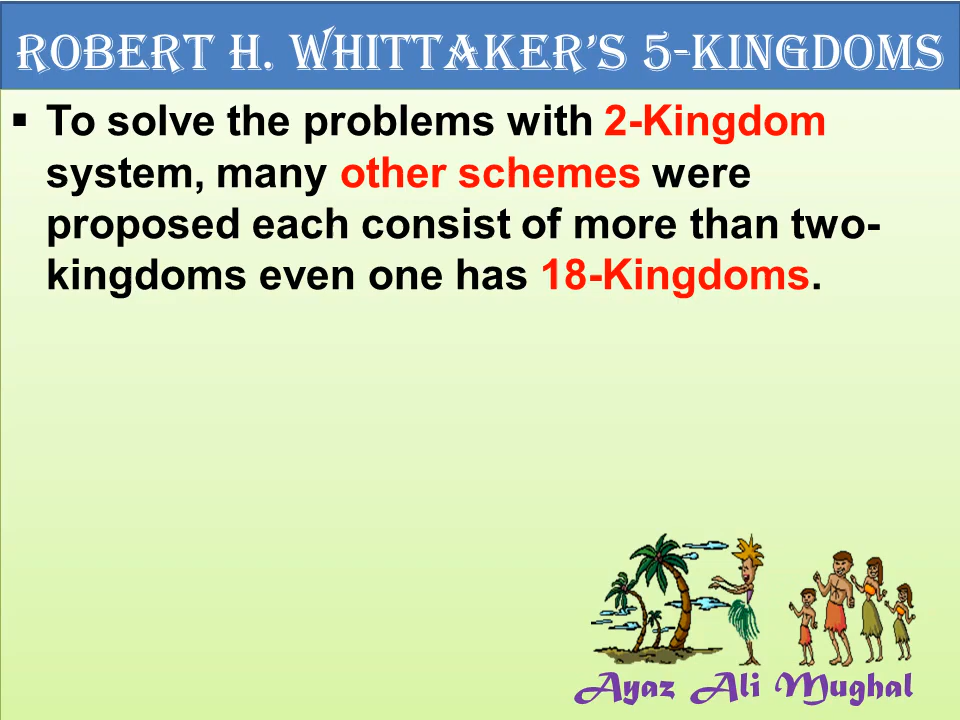 ROBERT H. WHITTAKER'S 5-KINGDOMS
▪ To solve the problems with 2-Kingdom
system, many other schemes were
proposed each consist of more than two-
kingdoms even one has 18-Kingdoms.
Ayaz Ali Mughal